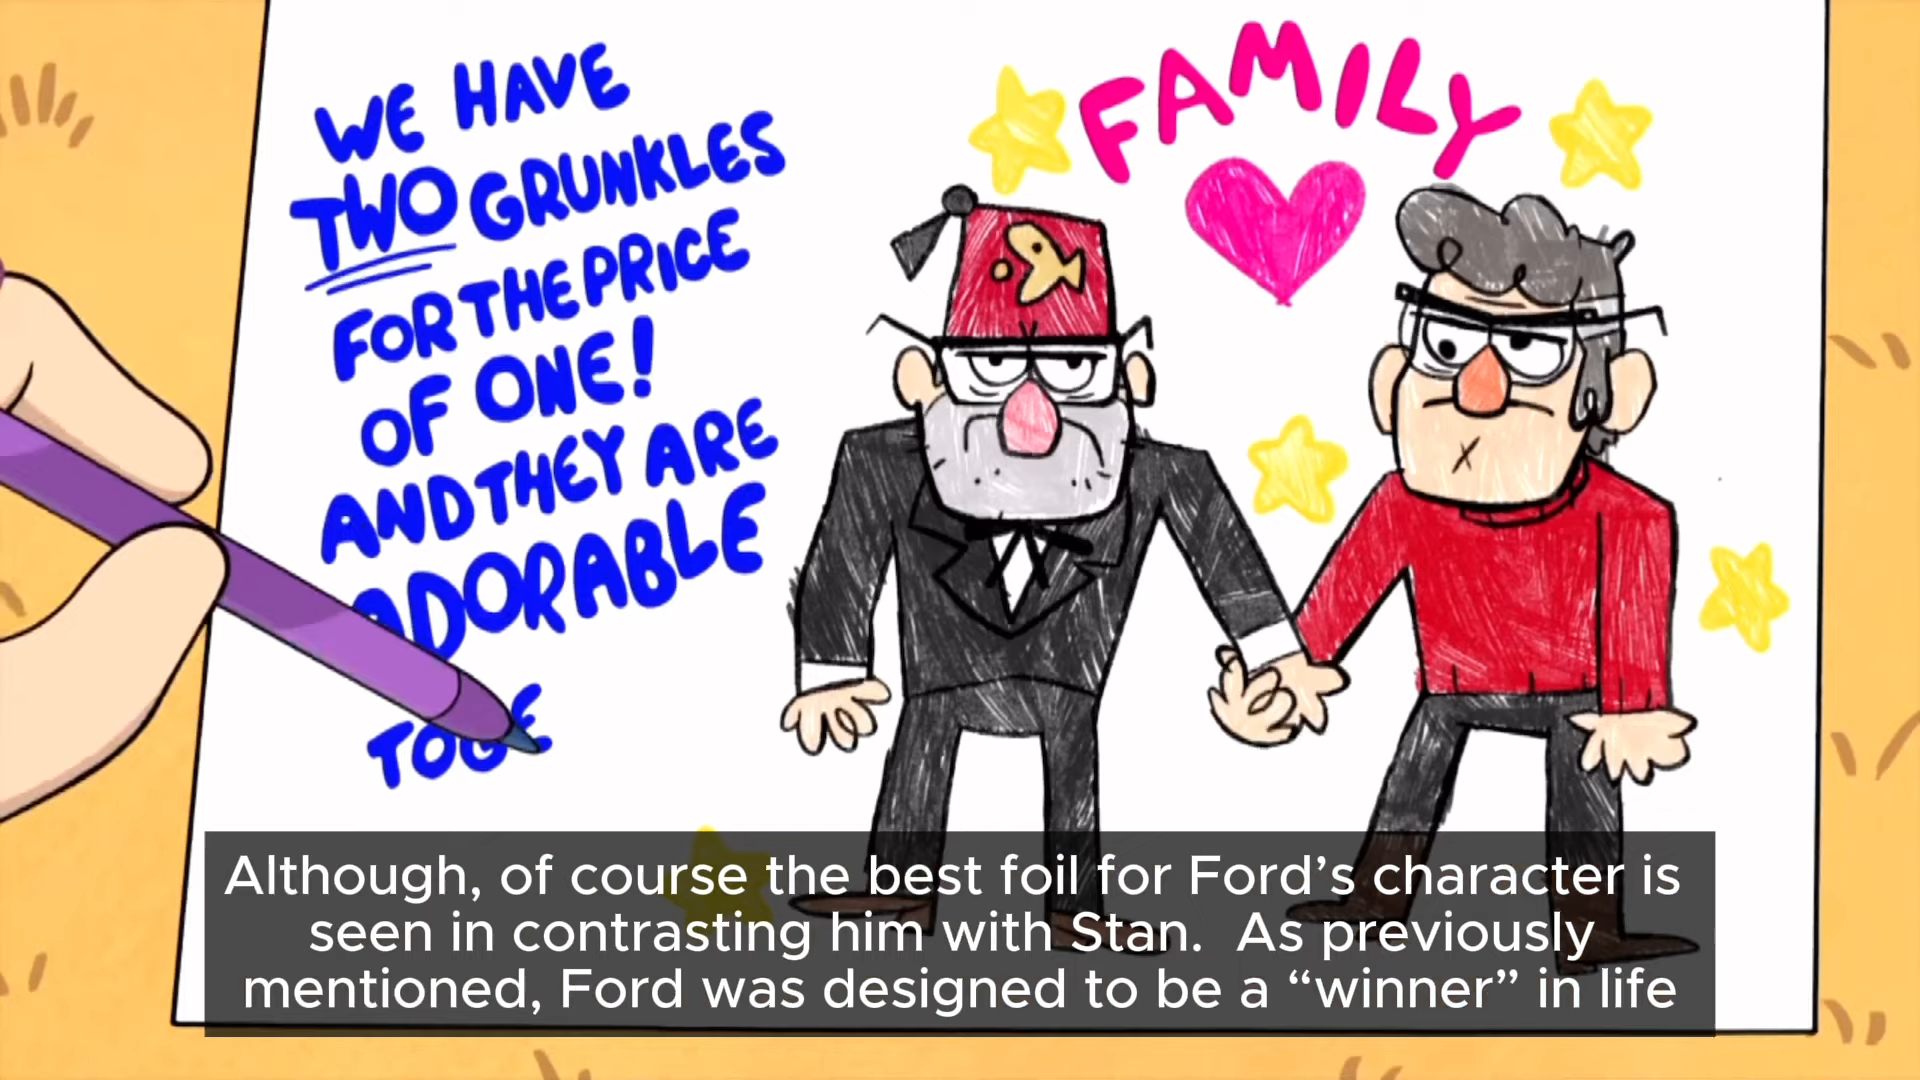 WE HAVE
TWO GRUNKLES
FOR THE PRICE
OF ONE!
AND THEY ARE
ADORABLE
TOGE
FAMILY
Although, of course the best foil for Ford’s character is
seen in contrasting him with Stan.  As previously
mentioned, Ford was designed to be a “winner” in life